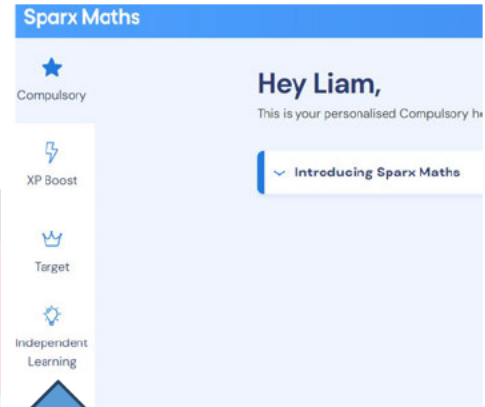 Sparx Maths
Compulsory
XP Boost
Target
Independent
Learning
Hey Liam,
This is your personalised Compulsory
Introducing Sparx Maths